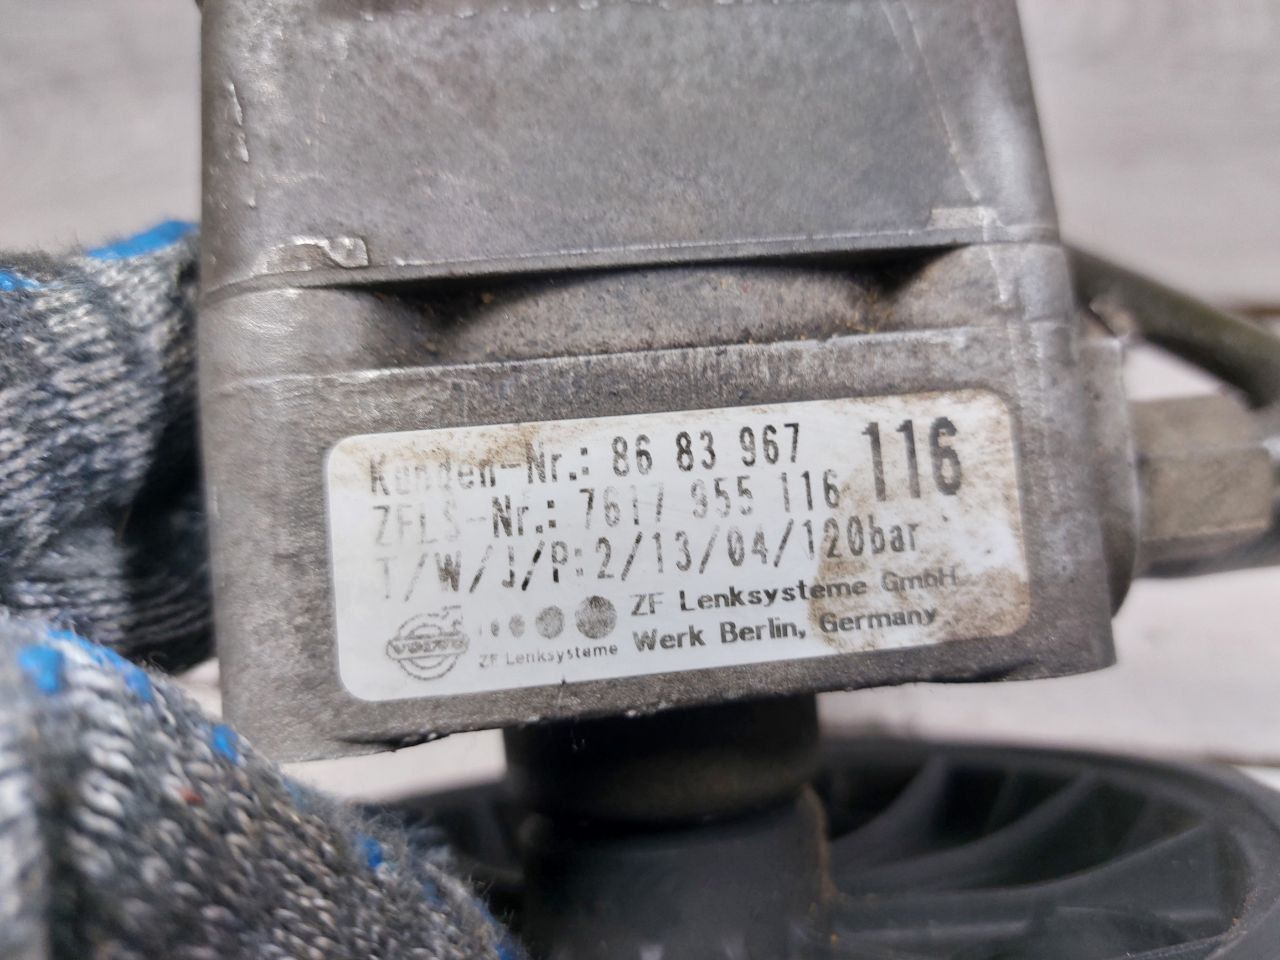 Kunden-Nr.: 86 83 967
116
ZFLS-Nr.: 7617 955 116
T/W/J/P:2/13/04/120bar
VOLVO
ZF Lenksysteme
ZF Lenksysteme GmbH
Werk Berlin, Germany